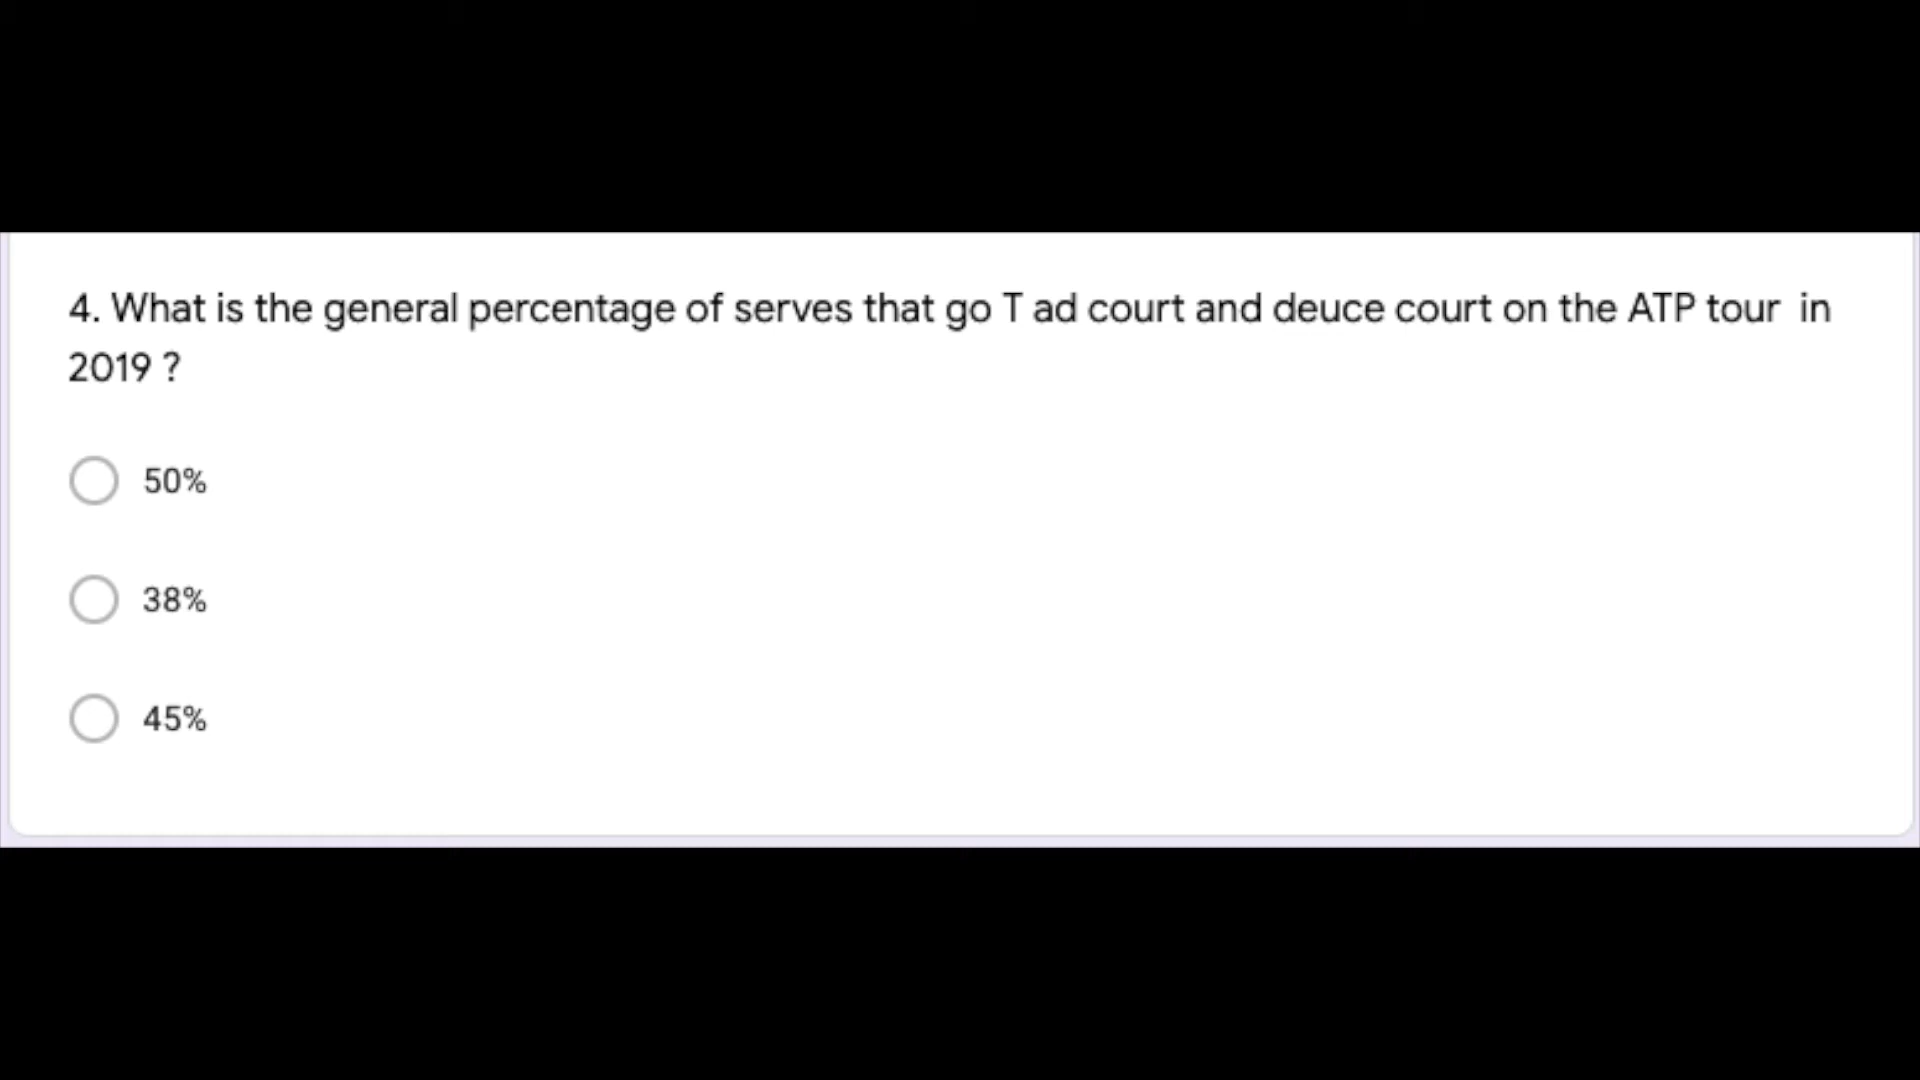 4. What is the general percentage of serves that go T ad court and deuce court on the ATP tour  in
2019 ?
50%
38%
45%